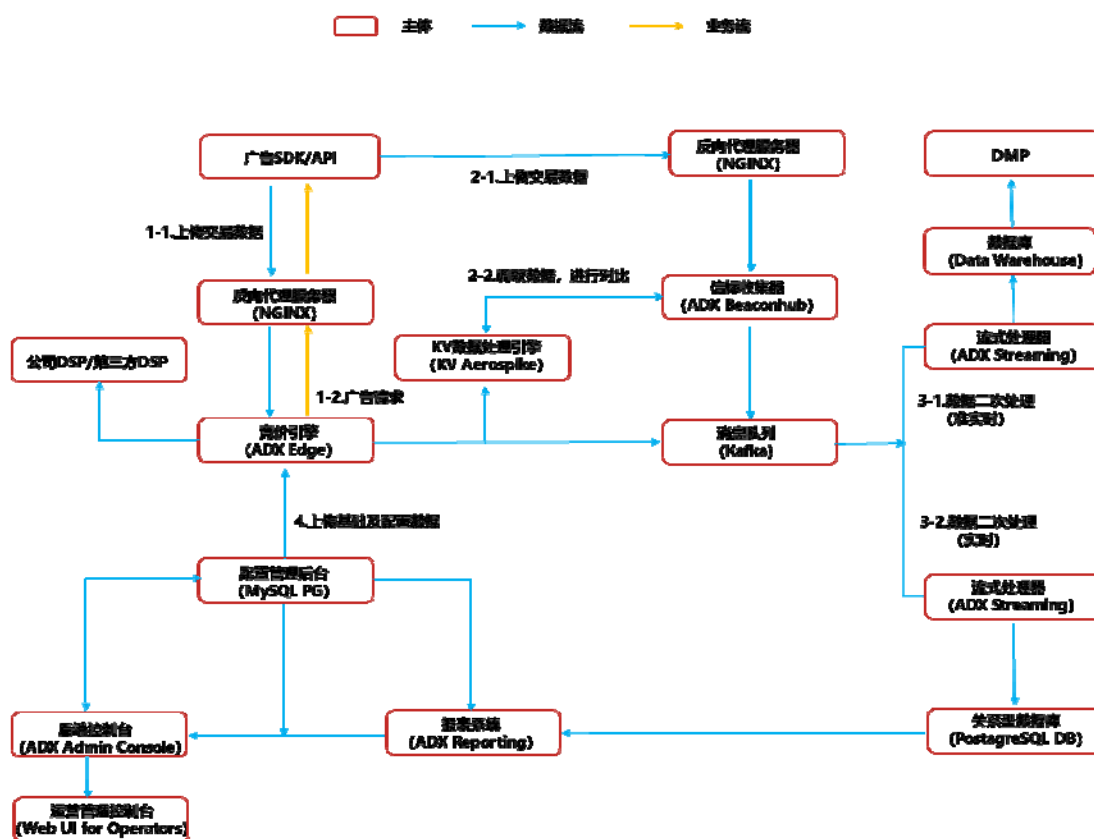 主体
数据流
业务流
广告SDK/API
反向代理服务器
(NGINX)
DMP
2-1.上传交易数据
1-1.上传交易数据
数据库
(Data Warehouse)
2-2.调取数据，进行对比
反向代理服务器
(NGINX)
信标收集器
(ADX Beaconhub)
公司DSP/第三方DSP
KV数据处理引擎
(KV Aerospike)
流式处理器
(ADX Streaming)
1-2.广告请求
3-1.数据二次处理
(准实时)
竞价引擎
(ADX Edge)
消息队列
(Kafka)
4.上传基础及配置数据
3-2.数据二次处理
(实时)
配置管理后台
(MySQL PG)
流式处理器
(ADX Streaming)
后端控制台
(ADX Admin Console)
报表系统
(ADX Reporting)
关系型数据库
(PostagreSQL DB)
运营管理控制台
(Web UI for Operators)